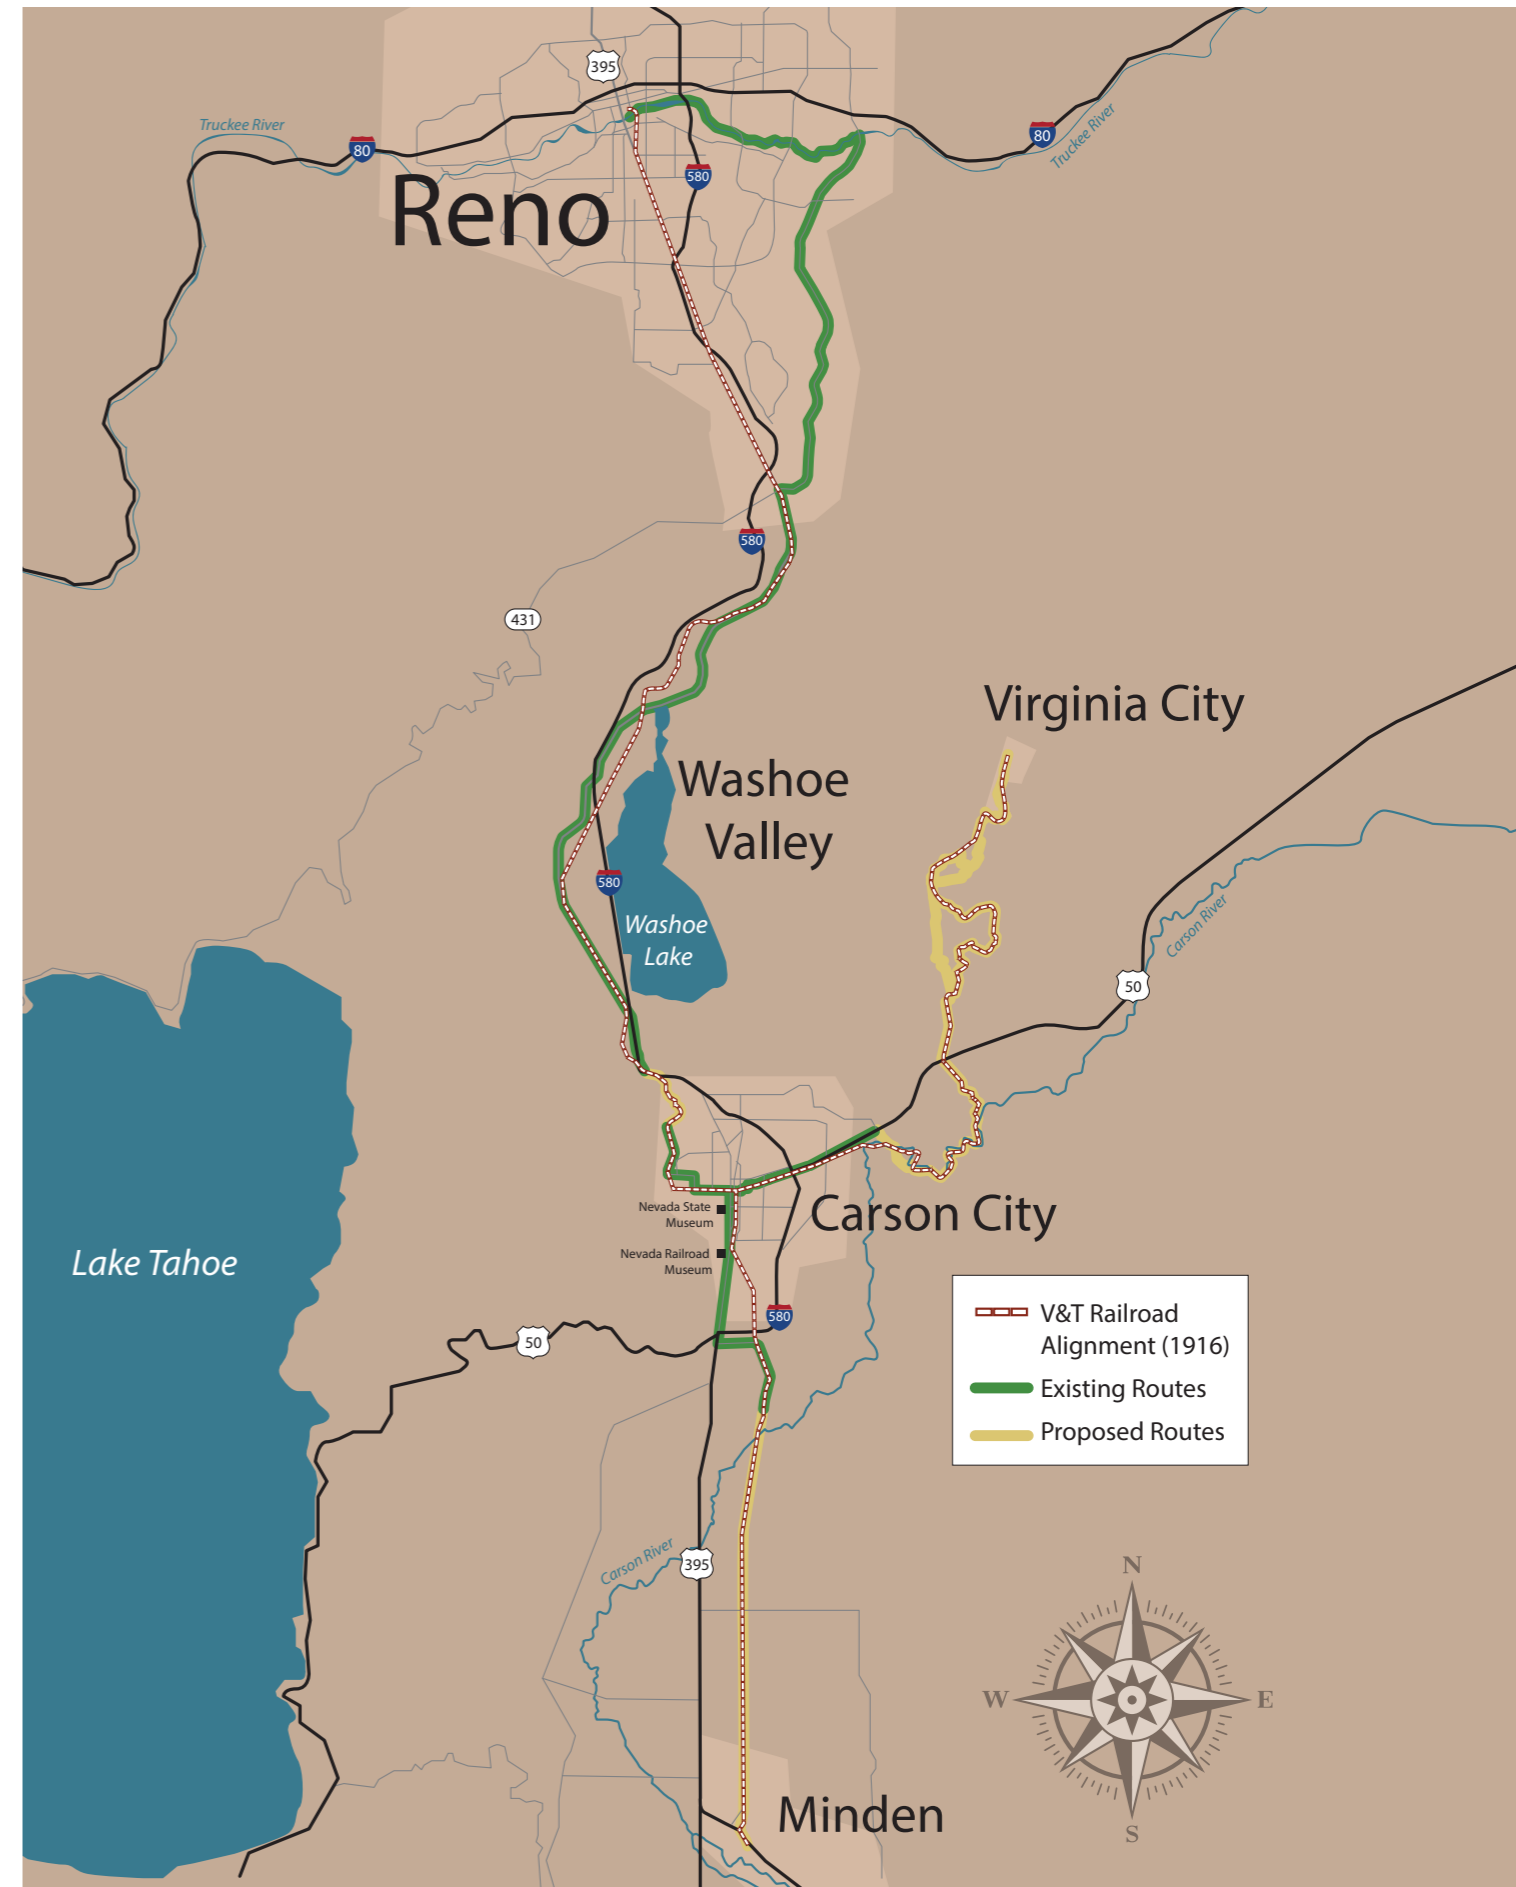 395
Truckee River
80
80
Truckee River
580
Reno
580
431
Virginia City
Washoe
Valley
580
Washoe
Lake
Carson River
50
Nevada State
Museum
Carson City
Nevada Railroad
Museum
Lake Tahoe
580
50
V&T Railroad
Alignment (1916)
Existing Routes
Proposed Routes
Carson River
395
N
W
E
S
Minden